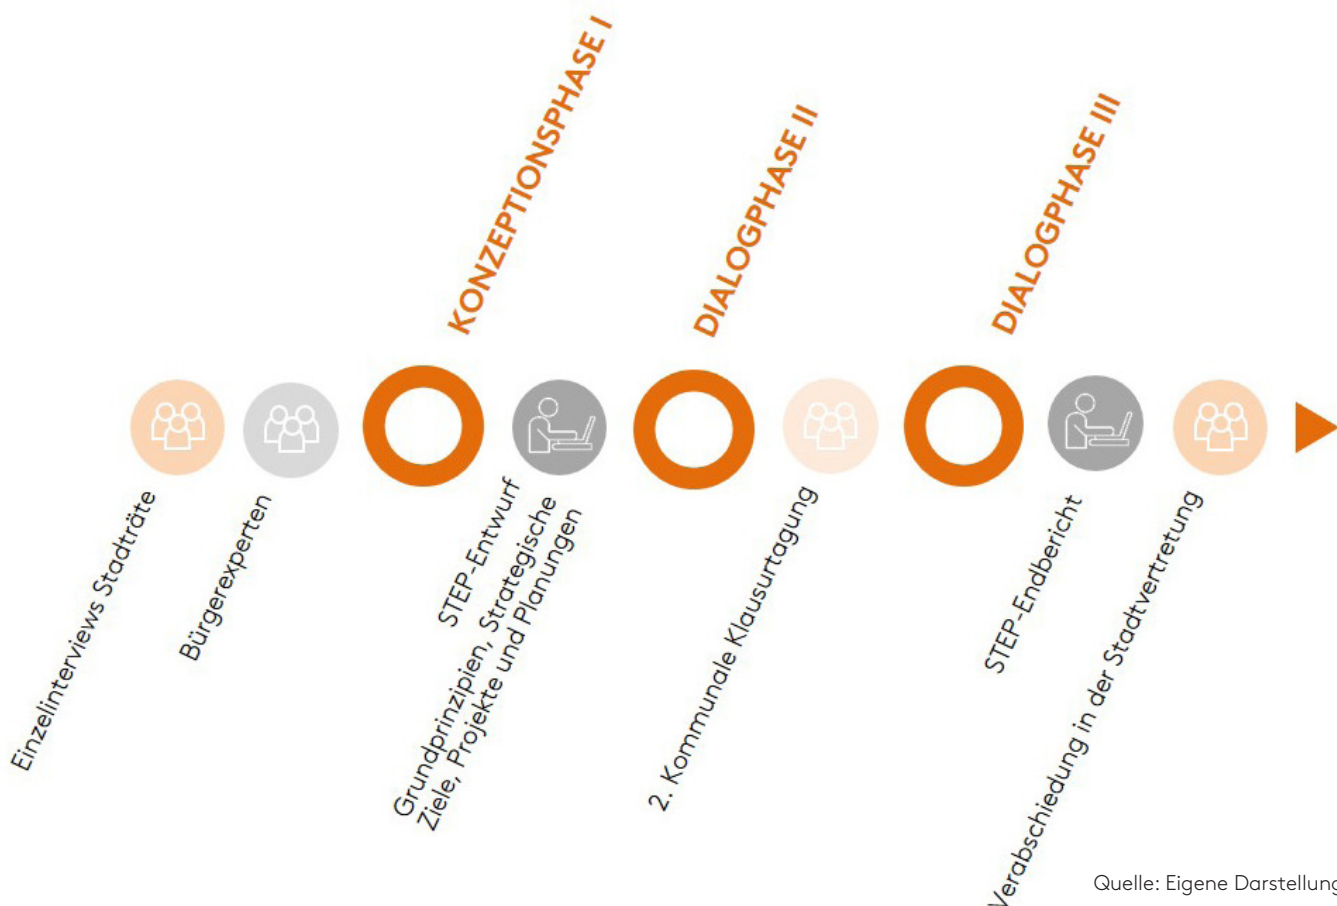 KONZEPTIONSPHASE I
DIALOGPHASE II
DIALOGPHASE III
Einzelinterviews Stadträte
Bürgerexperten
STEP-Entwurf
Grundprinzipien, Strategische
Ziele, Projekte und Planungen
2. Kommunale Klausurtagung
STEP-Endbericht
Verabschiedung in der Stadtvertretung
Quelle: Eigene Darstellung